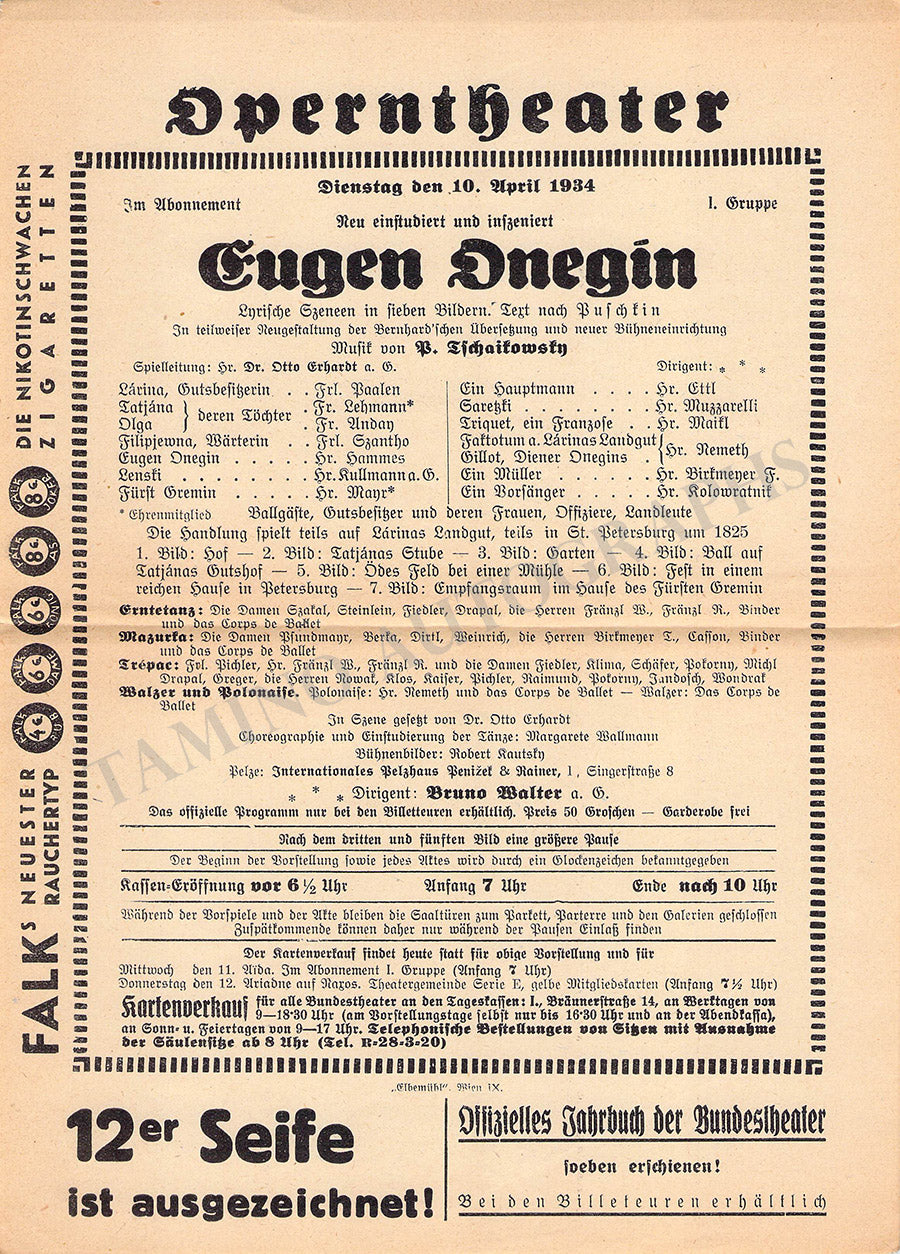 Operntheater
Dienstag den 10. April 1934
Im Abonnement I. Gruppe
Neu einstudiert und inszeniert
Eugen Onegin
Lyrische Szeneen in sieben Bildern. Text nach Puschkin
In teilweiser Neugestaltung der Bernhard'schen Übersetzung und neuer Bühneneinrichtung
Musik von P. Tschaikowsky
Spielleitung: Hr. Dr. Otto Erhardt a. G. Dirigent: * * *
Lárina, Gutsbesitzerin . . Frl. Paalen
Tatjána } deren Töchter . Fr. Lehmann*
Olga . Fr. Anday
Filipjewna, Wärterin . . Frl. Szantho
Eugen Onegin . . . . . Hr. Hammes
Lenski . . . . . . . Hr. Kullmann a. G.
Fürst Gremin . . . . . Hr. Mayr*
Ein Hauptmann . . . . Hr. Ettl
Saretzki . . . . . . . . Hr. Muzzarelli
Triquet, ein Franzose . . Hr. Maikl
Faktotum a. Lárinas Landgut
Gillot, Diener Onegins . { Hr. Nemeth
Ein Müller . . . . . Hr. Birkmeyer F.
Ein Vorsänger . . . . Hr. Kolowratnik
* Ehrenmitglied Ballgäste, Gutsbesitzer und deren Frauen, Offiziere, Landleute
Die Handlung spielt teils auf Lárinas Landgut, teils in St. Petersburg um 1825
1. Bild: Hof — 2. Bild: Tatjánas Stube — 3. Bild: Garten — 4. Bild: Ball auf
Tatjánas Gutshof — 5. Bild: Ödes Feld bei einer Mühle — 6. Bild: Fest in einem
reichen Hause in Petersburg — 7. Bild: Empfangsraum im Hause des Fürsten Gremin
Erntetanz: Die Damen Szakal, Steinlein, Fiedler, Drapal, die Herren Fränzl W., Fränzl R., Binder
und das Corps de Ballet
Mazurka: Die Damen Pfundmayr, Berka, Dirtl, Weinrich, die Herren Birkmeyer T., Casson, Binder
und das Corps de Ballet
Trépac: Frl. Pichler, Hr. Fränzl W., Fränzl R. und die Damen Fiedler, Klima, Schäfer, Pokorny, Michl
Drapal, Greger, die Herren Nowak, Klos, Kaiser, Pichler, Raimund, Pokorny, Jandosch, Wondrak
Walzer und Polonaise. Polonaise: Hr. Nemeth und das Corps de Ballet — Walzer: Das Corps de
Ballet
In Szene gesetzt von Dr. Otto Erhardt
Choreographie und Einstudierung der Tänze: Margarete Wallmann
Bühnenbilder: Robert Kautsky
Pelze: Internationales Pelzhaus Penižek & Rainer, I, Singerstraße 8
* * * Dirigent: Bruno Walter a. G.
Das offizielle Programm nur bei den Billetteuren erhältlich. Preis 50 Groschen — Garderobe frei
Nach dem dritten und fünften Bild eine größere Pause
Der Beginn der Vorstellung sowie jedes Aktes wird durch ein Glockenzeichen bekanntgegeben
Kassen-Eröffnung vor 6½ Uhr Anfang 7 Uhr Ende nach 10 Uhr
Während der Vorspiele und der Akte bleiben die Saaltüren zum Parkett, Parterre und den Galerien geschlossen
Zuspätkommende können daher nur während der Pausen Einlaß finden
Der Kartenverkauf findet heute statt für obige Vorstellung und für
Mittwoch den 11. Aïda. Im Abonnement I. Gruppe (Anfang 7 Uhr)
Donnerstag den 12. Ariadne auf Naxos. Theatergemeinde Serie E, gelbe Mitgliedskarten (Anfang 7½ Uhr)
Kartenverkauf für alle Bundestheater an den Tageskassen: I., Bräunerstraße 14, an Werktagen von
9—18·30 Uhr (am Vorstellungstage selbst nur bis 16·30 Uhr und an der Abendkassa),
an Sonn- u. Feiertagen von 9—17 Uhr. Telephonische Bestellungen von Sitzen mit Ausnahme
der Säulensitze ab 8 Uhr (Tel. R-28-3-20)
„Elbemühl“, Wien IX.
FALKS NEUESTER RAUCHERTYP
FALK 4g BUB
FALK 6g DAME
FALK 6g KÖNIG
FALK 8g AS
FALK 8g JOKER
DIE NIKOTINSCHWACHEN
ZIGARETTEN
12er Seife
ist ausgezeichnet!
Offizielles Jahrbuch der Bundestheater
soeben erschienen!
Bei den Billeteuren erhältlich
TAMINO AUTOGRAPHS